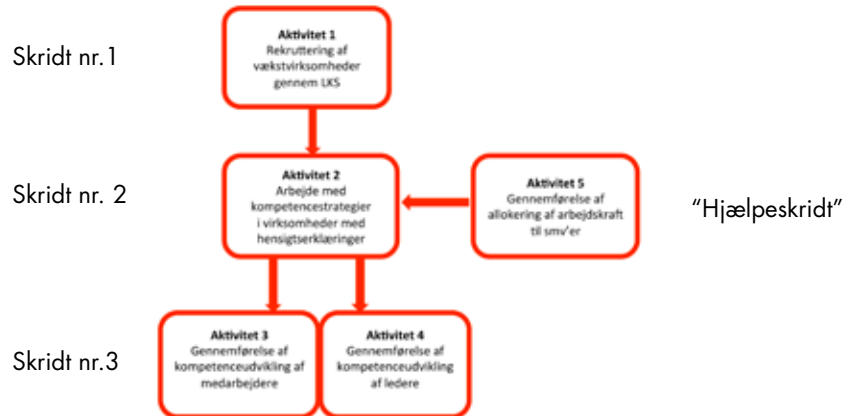 Skridt nr.1
Aktivitet 1
Rekruttering af
vækstvirksomheder
gennem LKS
Skridt nr. 2
Aktivitet 2
Arbejde med
kompetencestrategier
i virksomheder med
hensigtserklæringer
Aktivitet 5
Gennemførelse af
allokering af arbejdskraft
til smv'er
"Hjælpeskridt"
Skridt nr.3
Aktivitet 3
Gennemførelse af
kompetenceudvikling af
medarbejdere
Aktivitet 4
Gennemførelse af
kompetenceudvikling
af ledere